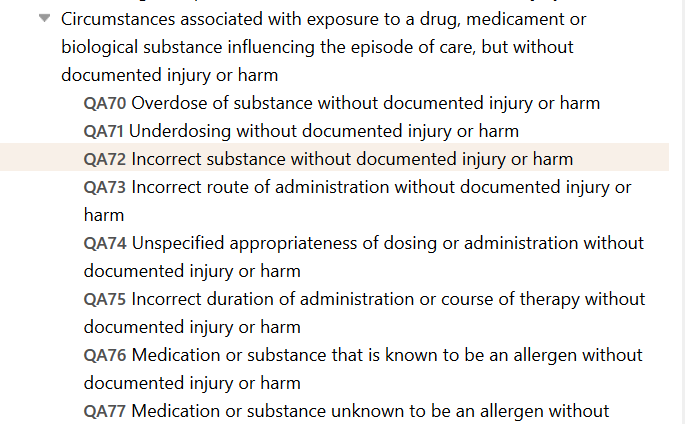 Circumstances associated with exposure to a drug, medicament or
biological substance influencing the episode of care, but without
documented injury or harm
QA70 Overdose of substance without documented injury or harm
QA71 Underdosing without documented injury or harm
QA72 Incorrect substance without documented injury or harm
QA73 Incorrect route of administration without documented injury or
harm
QA74 Unspecified appropriateness of dosing or administration without
documented injury or harm
QA75 Incorrect duration of administration or course of therapy without
documented injury or harm
QA76 Medication or substance that is known to be an allergen without
documented injury or harm
QA77 Medication or substance unknown to be an allergen without